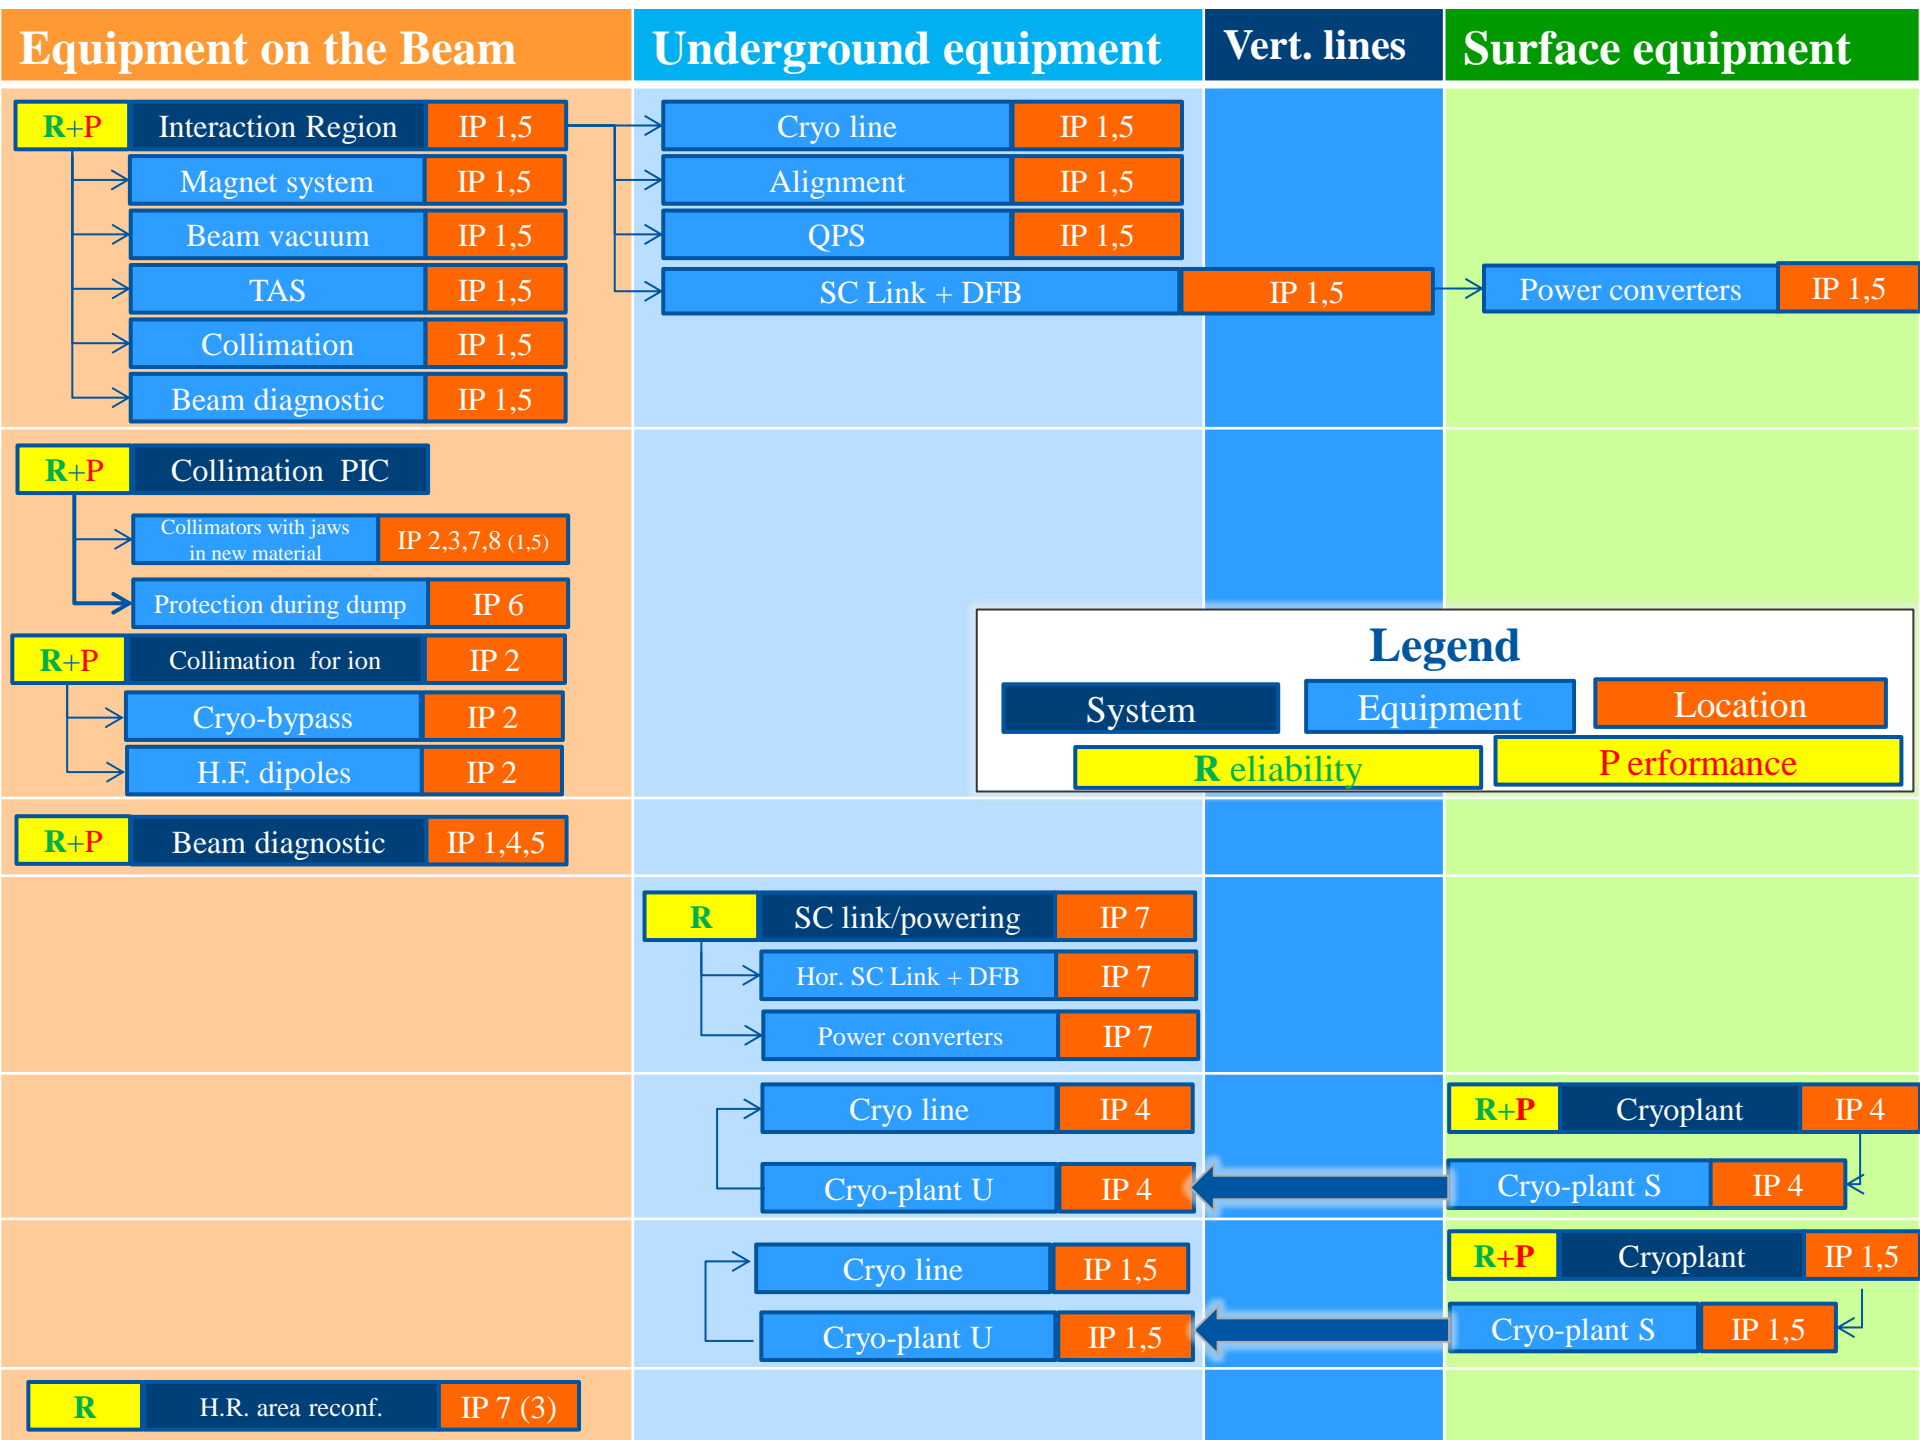 Equipment on the Beam
Underground equipment
Vert. lines
Surface equipment
R+P Interaction Region IP 1,5
Cryo line IP 1,5
Magnet system IP 1,5
Alignment IP 1,5
Beam vacuum IP 1,5
QPS IP 1,5
TAS IP 1,5
SC Link + DFB IP 1,5
Power converters IP 1,5
Collimation IP 1,5
Beam diagnostic IP 1,5
R+P Collimation PIC
Collimators with jaws
in new material
IP 2,3,7,8 (1,5)
Protection during dump IP 6
R+P Collimation for ion IP 2
Cryo-bypass IP 2
H.F. dipoles IP 2
Legend
System Equipment Location
R eliability P erformance
R+P Beam diagnostic IP 1,4,5
R SC link/powering IP 7
Hor. SC Link + DFB IP 7
Power converters IP 7
Cryo line IP 4
R+P Cryoplant IP 4
Cryo-plant U IP 4
Cryo-plant S IP 4
Cryo line IP 1,5
R+P Cryoplant IP 1,5
Cryo-plant U IP 1,5
Cryo-plant S IP 1,5
R H.R. area reconf. IP 7 (3)